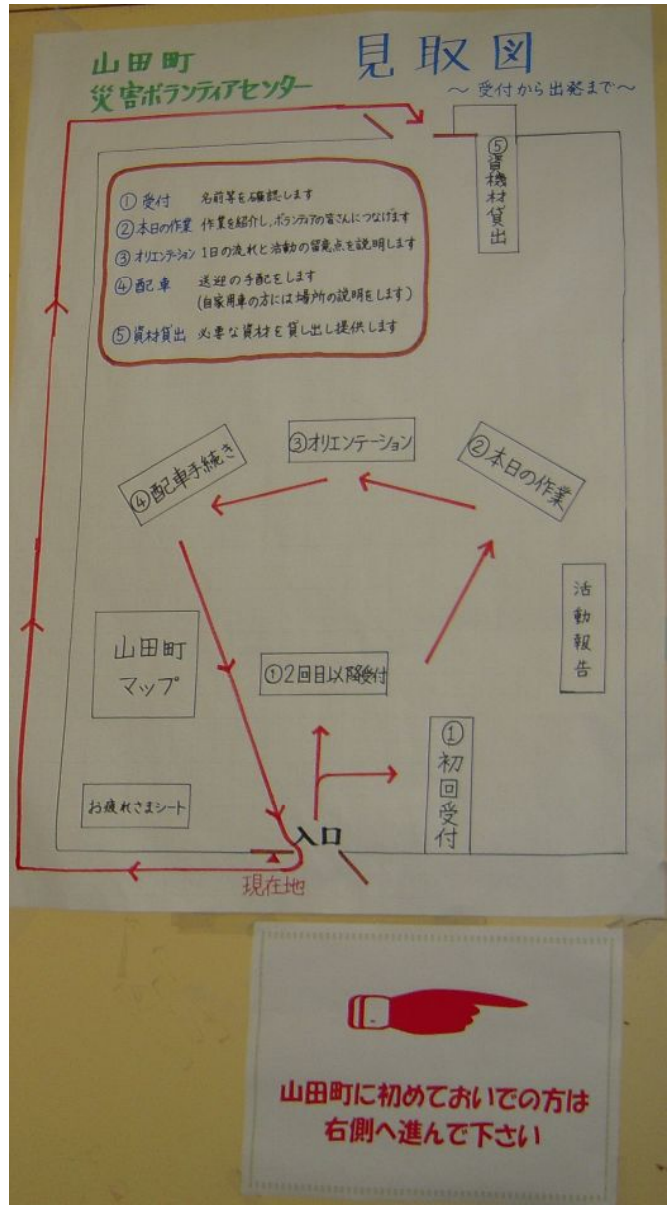 山田町
災害ボランティアセンター
見取図
～受付から出発まで～
① 受付 名前等を確認します
② 本日の作業 作業を紹介し、ボランティアの皆さんにつなげます
③ オリエンテーション 1日の流れと活動の留意点を説明します
④ 配車 送迎の手配をします
(自家用車の方には場所の説明をします)
⑤ 資材貸出 必要な資材を貸し出し提供します
⑤資機材貸出
③オリエンテーション
④配車手続き
②本日の作業
活動報告
山田町
マップ
①2回目以降受付
①初回受付
お疲れさまシート
入口
現在地
山田町に初めておいでの方は
右側へ進んで下さい